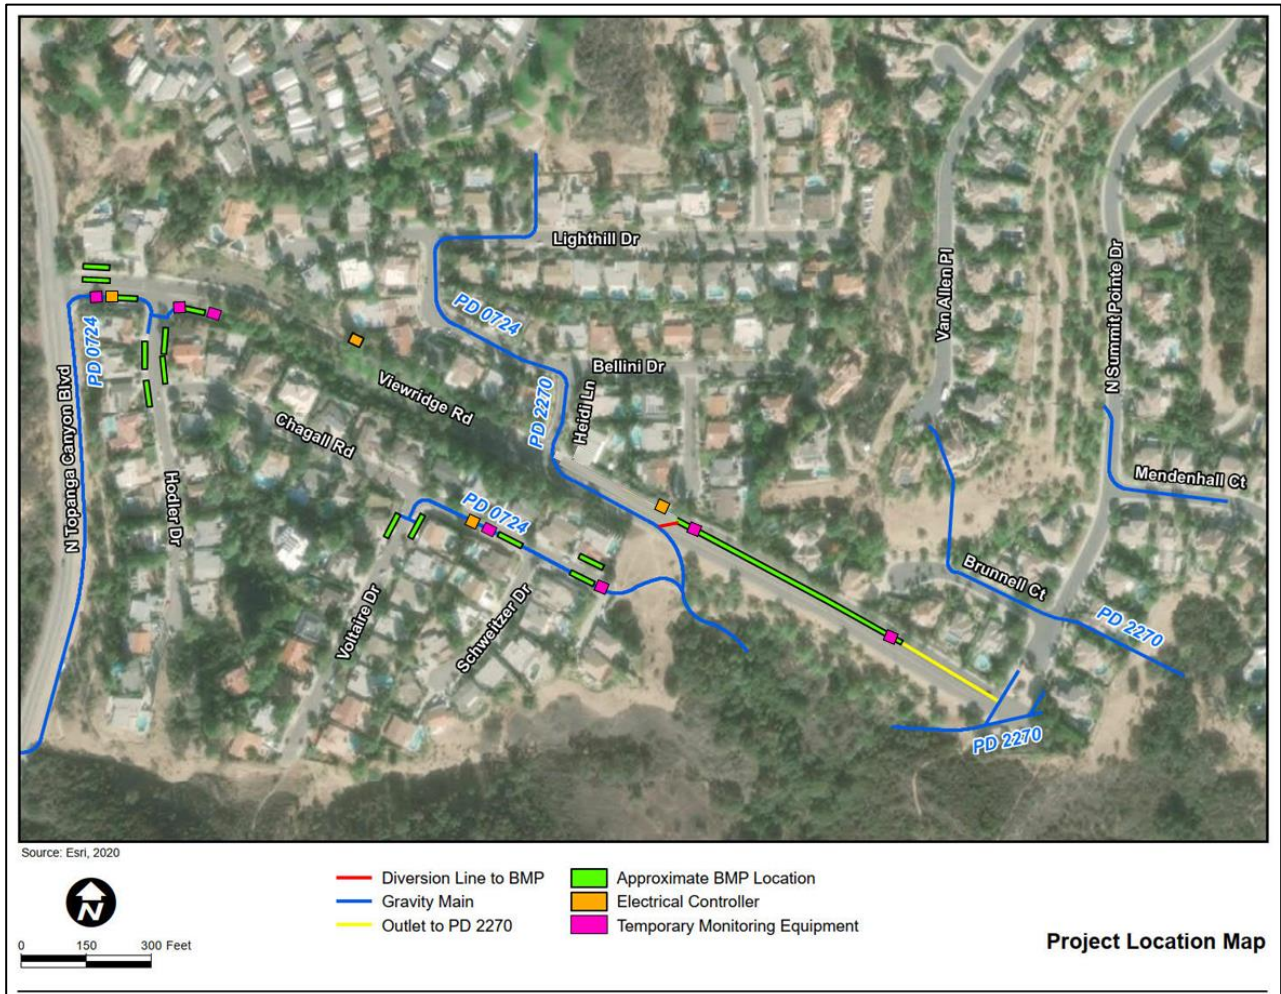 Lighthill Dr
Van Allen Pl
N Summit Pointe Dr
PD 0724
PD 0724
Bellini Dr
N Topanga Canyon Blvd
Viewridge Rd
PD 2270
Heidi Ln
Chagall Rd
Mendenhall Ct
Hodler Dr
PD 0724
Brunnell Ct
Voltaire Dr
Schweitzer Dr
PD 2270
PD 2270
Source: Esri, 2020
N
0 150 300 Feet
Diversion Line to BMP
Gravity Main
Outlet to PD 2270
Approximate BMP Location
Electrical Controller
Temporary Monitoring Equipment
Project Location Map